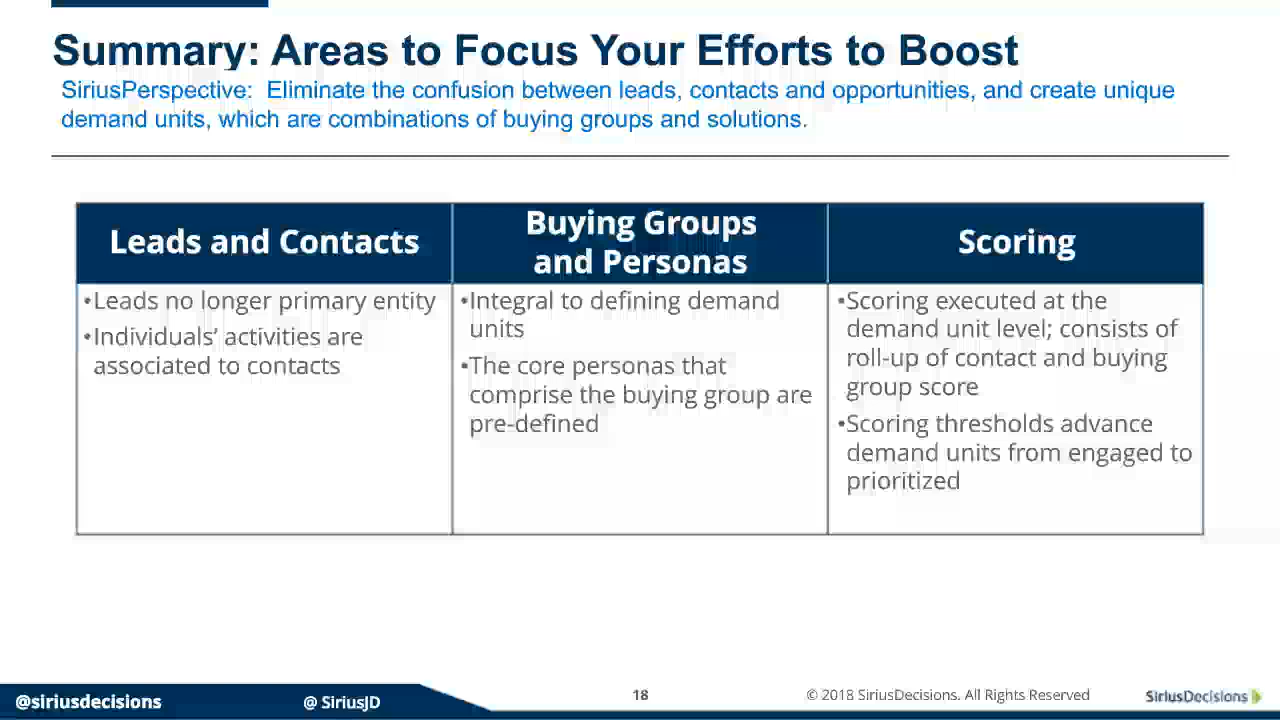 Summary: Areas to Focus Your Efforts to Boost
SiriusPerspective: Eliminate the confusion between leads, contacts and opportunities, and create unique
demand units, which are combinations of buying groups and solutions.
Leads and Contacts
•Leads no longer primary entity
•Individuals’ activities are
associated to contacts
Buying Groups
and Personas
•Integral to defining demand
units
•The core personas that
comprise the buying group are
pre-defined
Scoring
•Scoring executed at the
demand unit level; consists of
roll-up of contact and buying
group score
•Scoring thresholds advance
demand units from engaged to
prioritized
@siriusdecisions
@ SiriusJD
18
© 2018 SiriusDecisions. All Rights Reserved
SiriusDecisions